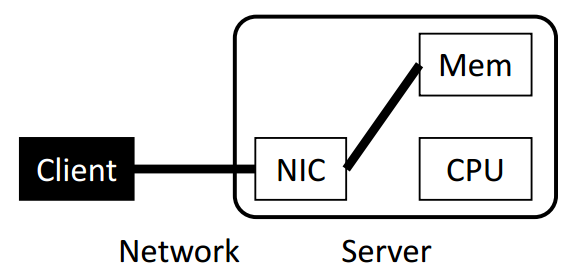 Mem
Client
NIC
CPU
Network
Server